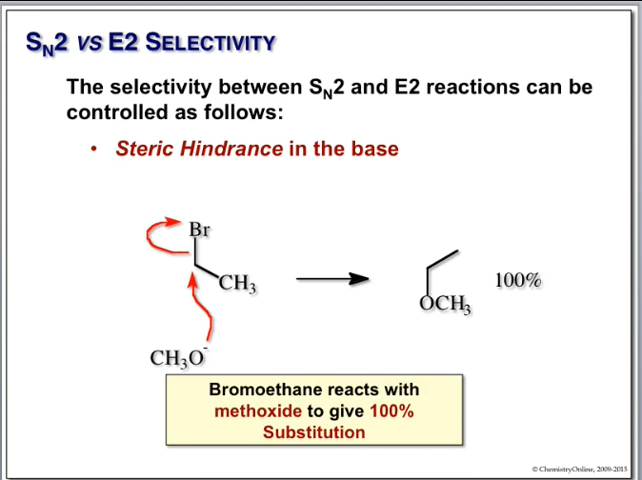 SN2 VS E2 SELECTIVITY
The selectivity between SN2 and E2 reactions can be
controlled as follows:
• Steric Hindrance in the base
Br
CH3
OCH3
100%
CH3O-
Bromoethane reacts with
methoxide to give 100%
Substitution
© ChemistryOnline, 2009-2015